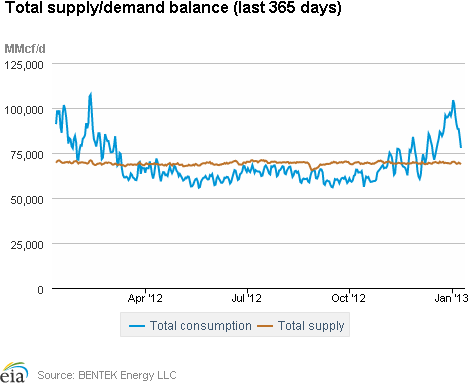 Total supply/demand balance (last 365 days)
MMcf/d
125,000
100,000
75,000
50,000
25,000
0
Apr '12 Jul '12 Oct '12 Jan '13
Total consumption Total supply
eia Source: BENTEK Energy LLC